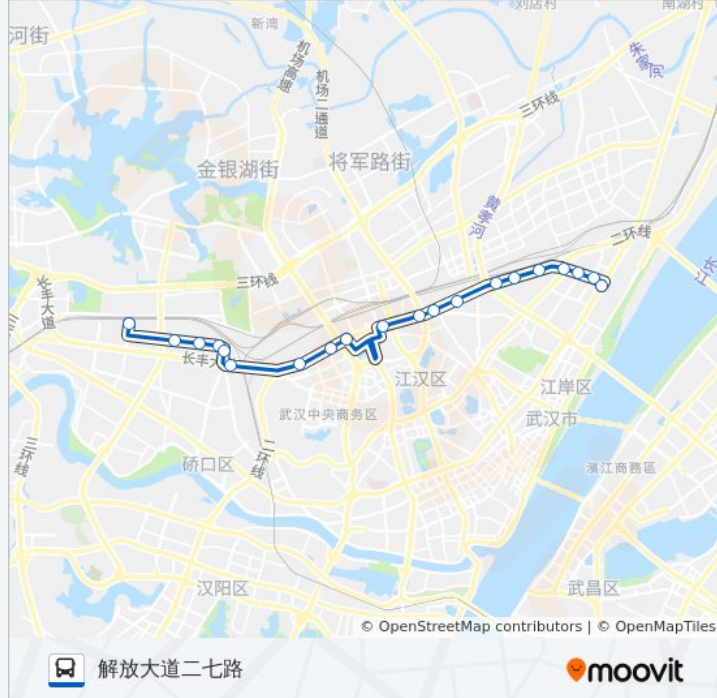 河街
新湾
刘店村
南湖村
机场高速
机场二通道
朱家河
三环线
金银湖街
将军路街
黄孝河
二环线
长江
长丰大道
三环线
三
长丰大
江汉区
江岸区
武汉市
武汉中央商务区
硚口区
二环线
三环线
濱江商務區
汉阳区
武昌区
© OpenStreetMap contributors | © OpenMapTiles
解放大道二七路
moovit